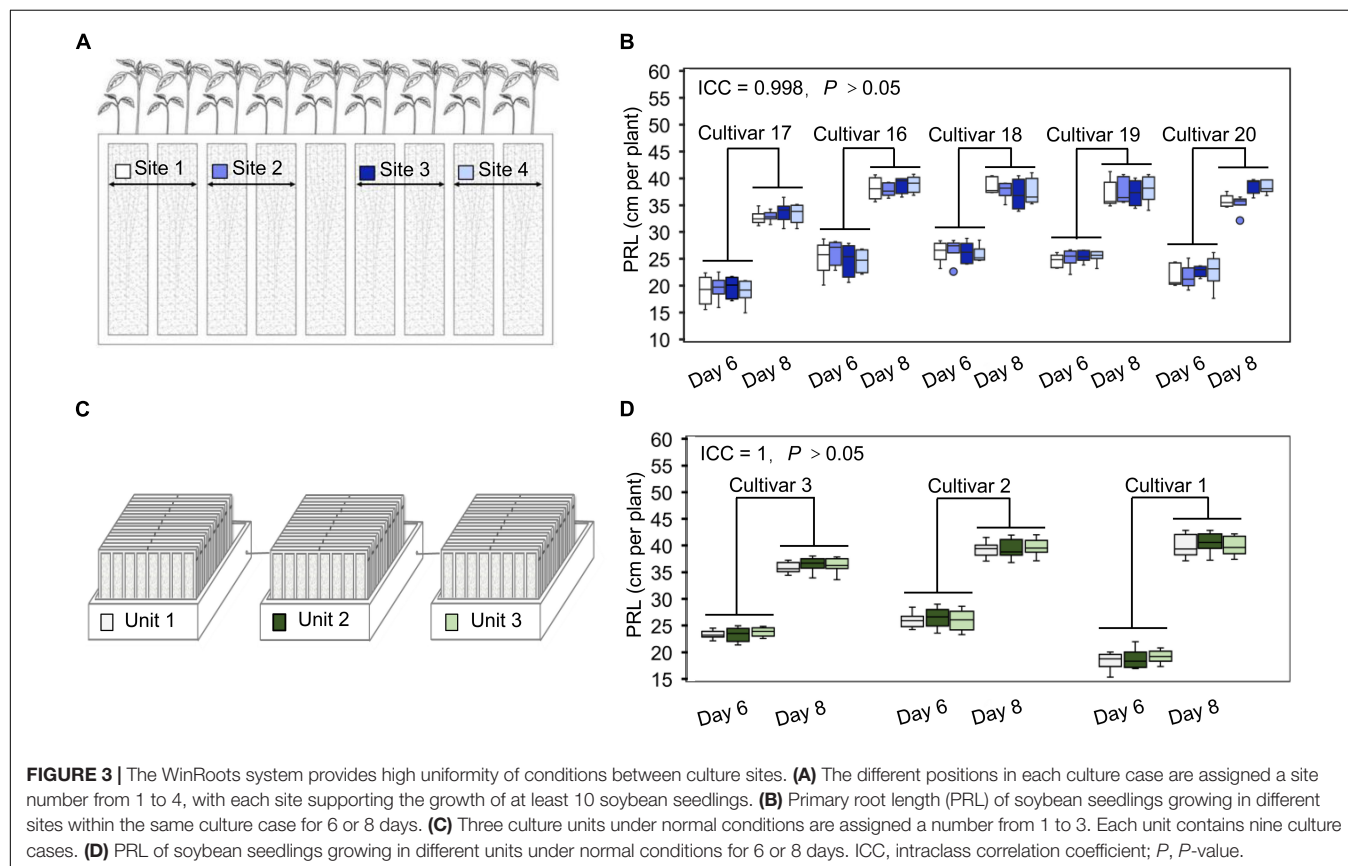 A
Site 1 Site 2 Site 3 Site 4
B
PRL (cm per plant)
60
55
50
45
40
35
30
25
20
15
10
ICC = 0.998, P > 0.05
Cultivar 17 Cultivar 16 Cultivar 18 Cultivar 19 Cultivar 20
Day 6 Day 8 Day 6 Day 8 Day 6 Day 8 Day 6 Day 8 Day 6 Day 8
C
Unit 1 Unit 2 Unit 3
D
PRL (cm per plant)
60
55
50
45
40
35
30
25
20
15
ICC = 1, P > 0.05
Cultivar 3 Cultivar 2 Cultivar 1
Day 6 Day 8 Day 6 Day 8 Day 6 Day 8
FIGURE 3 | The WinRoots system provides high uniformity of conditions between culture sites. (A) The different positions in each culture case are assigned a site
number from 1 to 4, with each site supporting the growth of at least 10 soybean seedlings. (B) Primary root length (PRL) of soybean seedlings growing in different
sites within the same culture case for 6 or 8 days. (C) Three culture units under normal conditions are assigned a number from 1 to 3. Each unit contains nine culture
cases. (D) PRL of soybean seedlings growing in different units under normal conditions for 6 or 8 days. ICC, intraclass correlation coefficient; P, P-value.